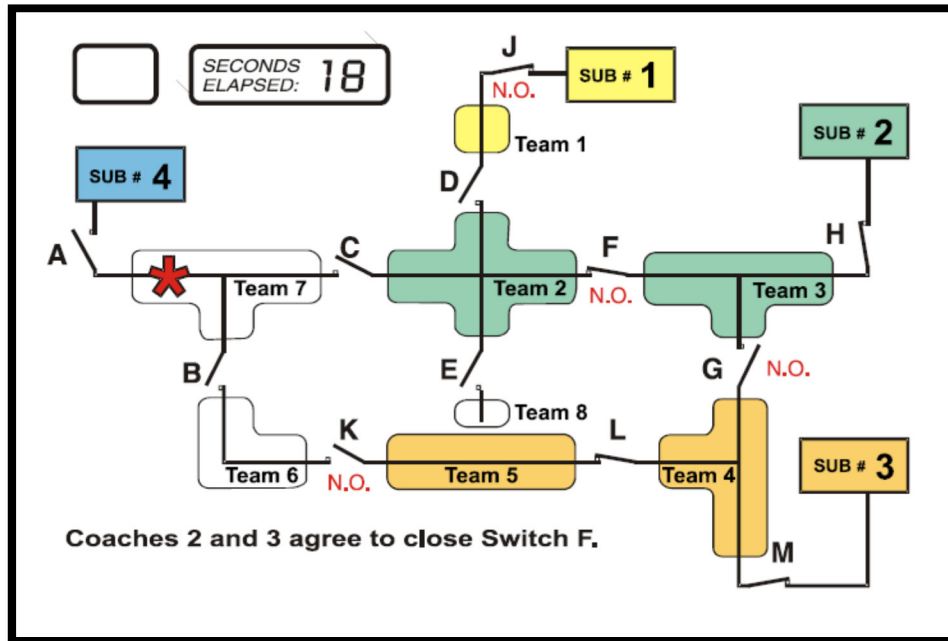 J
SECONDS
ELAPSED: 18
SUB # 1
N.O.
SUB # 2
Team 1
SUB # 4
D
A
C
F
H
Team 7
Team 2
N.O.
Team 3
B
E
G
N.O.
Team 8
K
L
SUB # 3
Team 6
N.O.
Team 5
Team 4
Coaches 2 and 3 agree to close Switch F.
M